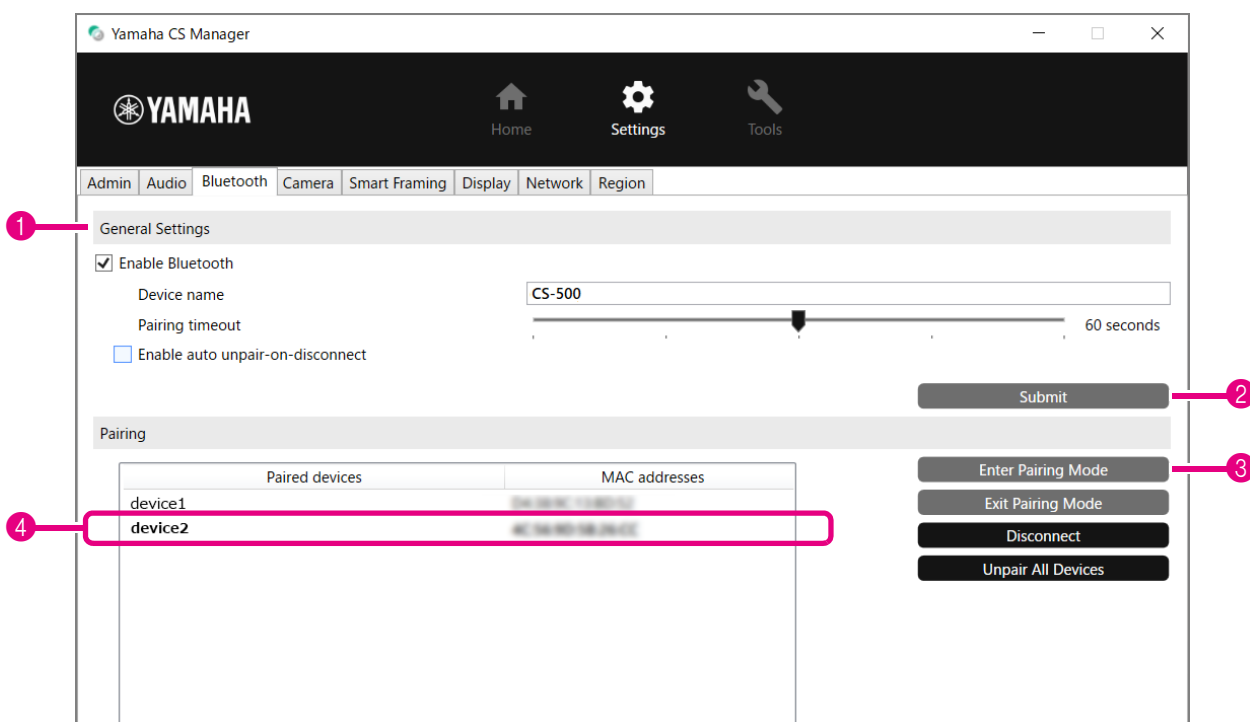 Yamaha CS Manager
YAMAHA
Home Settings Tools
Admin Audio Bluetooth Camera Smart Framing Display Network Region
1 General Settings
Enable Bluetooth
Device name CS-500
Pairing timeout 60 seconds
Enable auto unpair-on-disconnect
Submit 2
Pairing
Paired devices MAC addresses Enter Pairing Mode 3
device1 Exit Pairing Mode
4 device2
Disconnect
Unpair All Devices